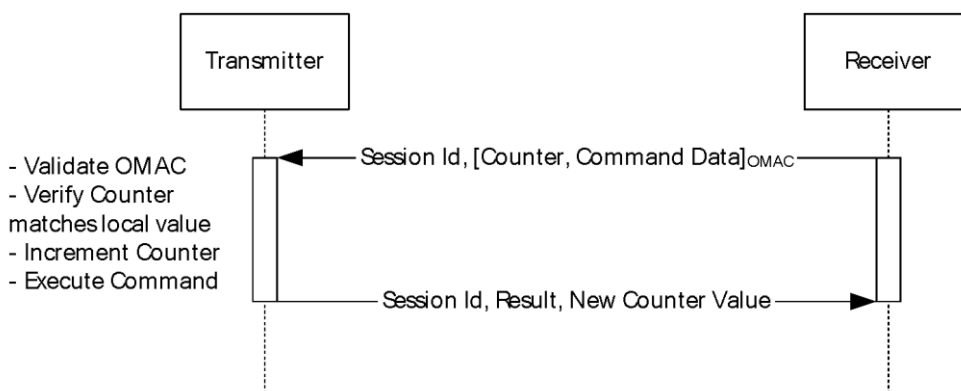 Transmitter
Receiver
Session Id, [Counter, Command Data]OMAC
- Validate OMAC
- Verify Counter
matches local value
- Increment Counter
- Execute Command
Session Id, Result, New Counter Value